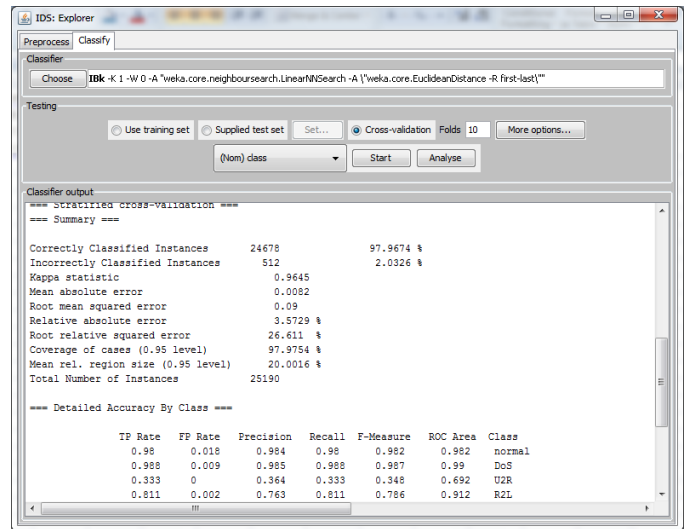 IDS: Explorer
Preprocess Classify
Classifier
Choose IBk -K 1 -W 0 -A "weka.core.neighboursearch.LinearNNSearch -A \"weka.core.EuclideanDistance -R first-last\""
Testing
Use training set Supplied test set Set... Cross-validation Folds 10 More options...
(Nom) class Start Analyse
Classifier output
=== Stratified cross-validation ===
=== Summary ===
Correctly Classified Instances 24678 97.9674 %
Incorrectly Classified Instances 512 2.0326 %
Kappa statistic 0.9645
Mean absolute error 0.0082
Root mean squared error 0.09
Relative absolute error 3.5729 %
Root relative squared error 26.611 %
Coverage of cases (0.95 level) 97.9754 %
Mean rel. region size (0.95 level) 20.0016 %
Total Number of Instances 25190
=== Detailed Accuracy By Class ===
TP Rate FP Rate Precision Recall F-Measure ROC Area Class
0.98 0.018 0.984 0.98 0.982 0.982 normal
0.988 0.009 0.985 0.988 0.987 0.99 DoS
0.333 0 0.364 0.333 0.348 0.692 U2R
0.811 0.002 0.763 0.811 0.786 0.912 R2L